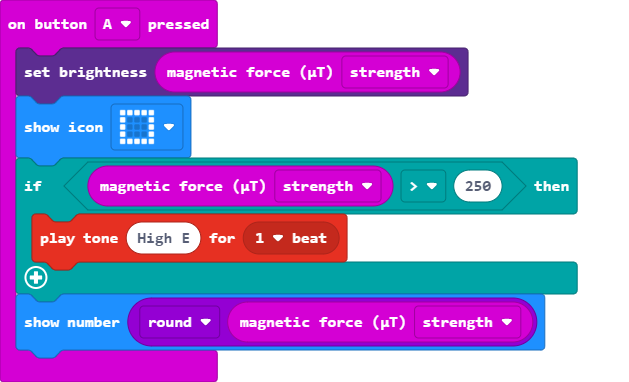 on button A pressed
set brightness magnetic force (µT) strength
show icon
if magnetic force (µT) strength > 250 then
play tone High E for 1 beat
show number round magnetic force (µT) strength